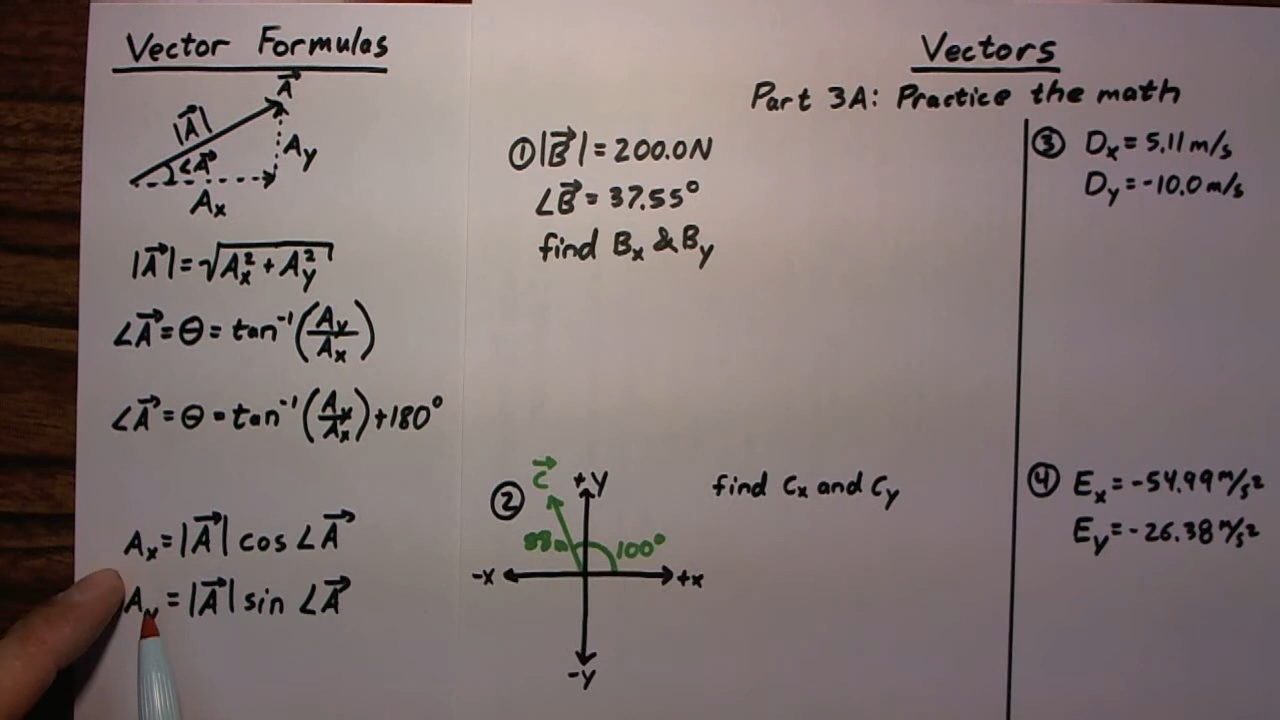 Vector Formulas
A⃗
|A⃗|
∠A⃗
Ay
Ax
|A⃗| = √(Ax² + Ay²)
∠A⃗ = θ = tan⁻¹(Ay/Ax)
∠A⃗ = θ = tan⁻¹(Ay/Ax) + 180°
Ax = |A⃗| cos ∠A⃗
Ay = |A⃗| sin ∠A⃗
Vectors
Part 3A: Practice the math
① |B⃗| = 200.0N
∠B⃗ = 37.55°
find Bx & By
② C⃗
+y
88m
100°
-x
+x
-y
find Cx and Cy
③ Dx = 5.11 m/s
Dy = -10.0 m/s
④ Ex = -54.99 m/s²
Ey = -26.38 m/s²